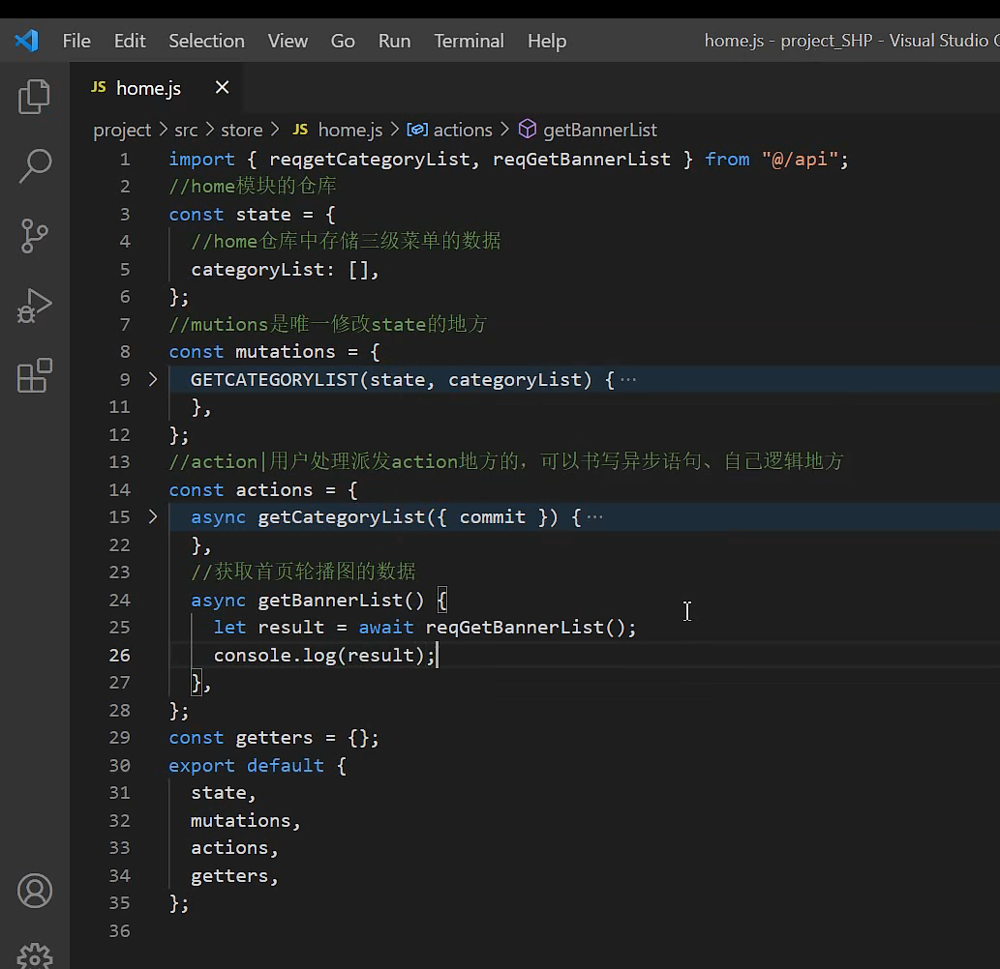 File Edit Selection View Go Run Terminal Help home.js - project_SHP - Visual Studio
JS home.js ×
project > src > store > JS home.js > actions > getBannerList
1 import { reqgetCategoryList, reqGetBannerList } from "@/api";
2 //home模块的仓库
3 const state = {
4 //home仓库中存储三级菜单的数据
5 categoryList: [],
6 };
7 //mutions是唯一修改state的地方
8 const mutations = {
9 > GETCATEGORYLIST(state, categoryList) {···
11 },
12 };
13 //action|用户处理派发action地方的，可以书写异步语句、自己逻辑地方
14 const actions = {
15 > async getCategoryList({ commit }) {···
22 },
23 //获取首页轮播图的数据
24 async getBannerList() {
25 let result = await reqGetBannerList();
26 console.log(result);
27 },
28 };
29 const getters = {};
30 export default {
31 state,
32 mutations,
33 actions,
34 getters,
35 };
36